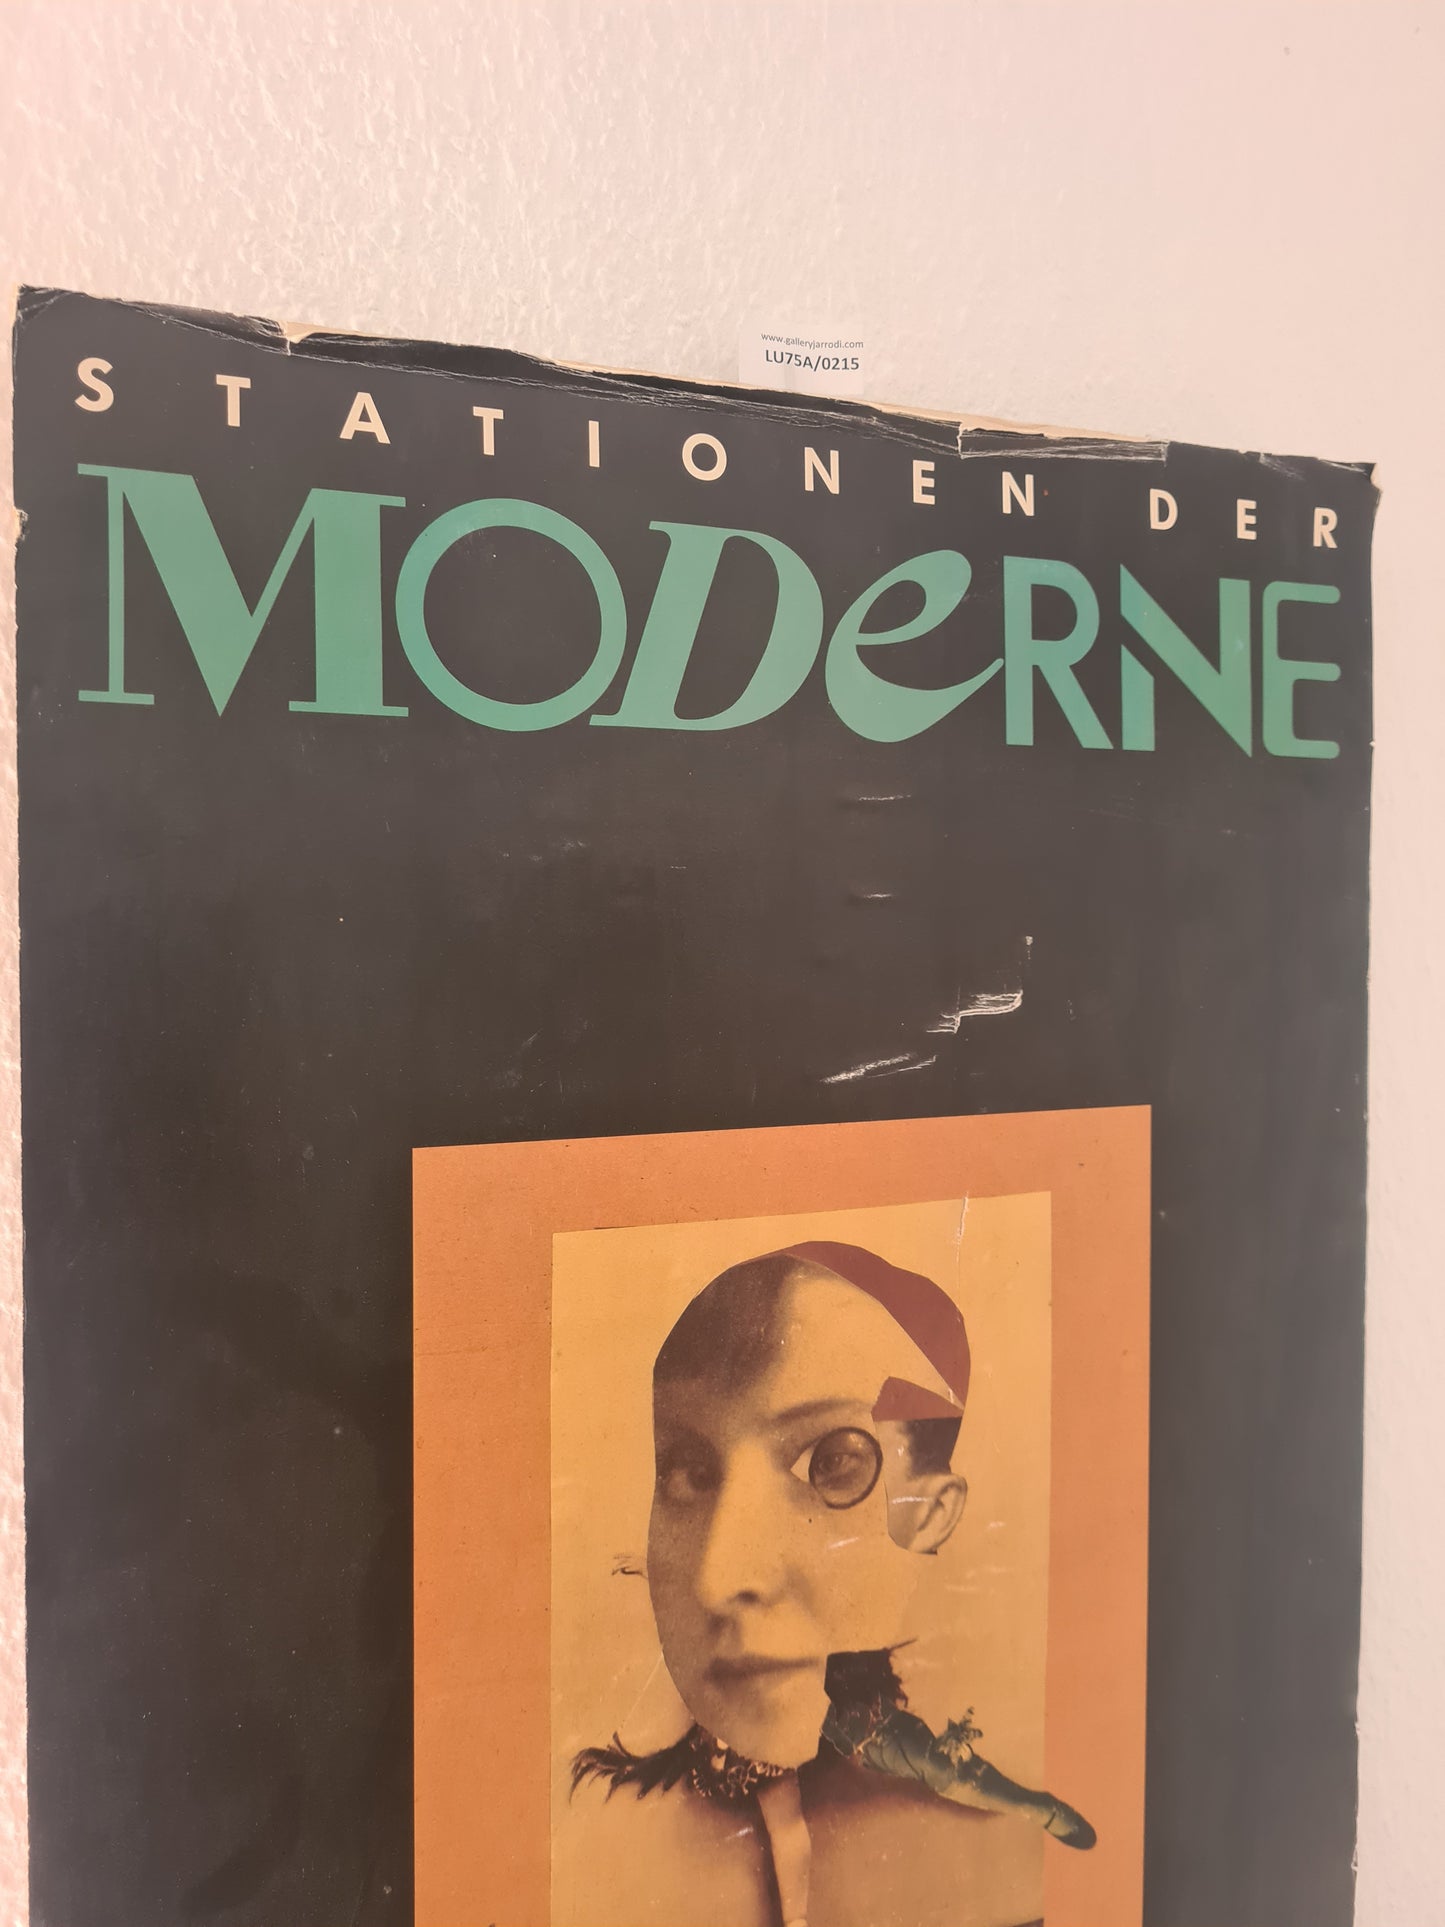 www.galleryjarrodi.com
LU75A/0215
STATIONEN DER
MODeRNE